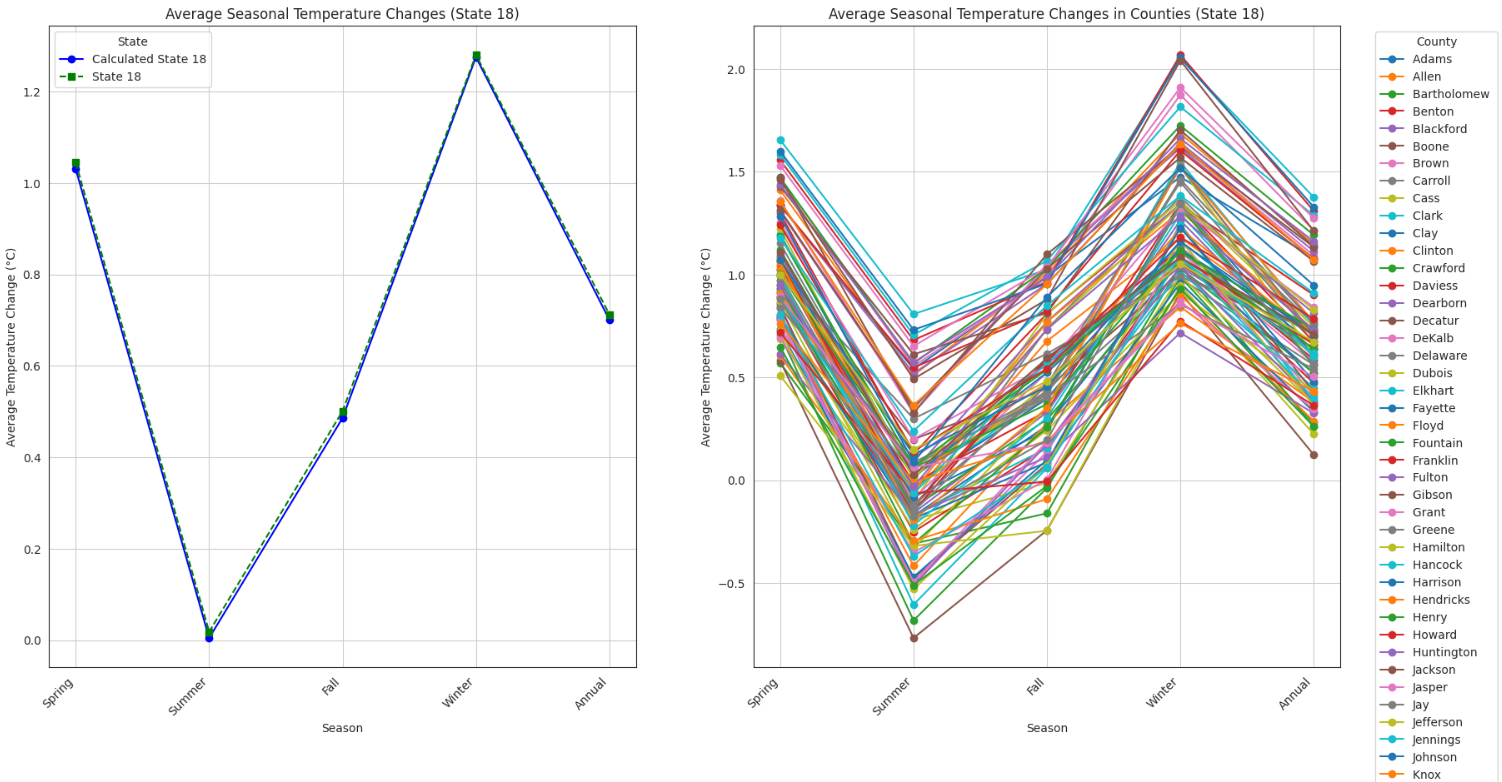 Average Seasonal Temperature Changes (State 18)
State
Calculated State 18
State 18
1.2
1.0
0.8
0.6
0.4
0.2
0.0
Average Temperature Change (°C)
Spring
Summer
Fall
Winter
Annual
Season
Average Seasonal Temperature Changes in Counties (State 18)
2.0
1.5
1.0
0.5
0.0
−0.5
Average Temperature Change (°C)
Spring
Summer
Fall
Winter
Annual
Season
County
Adams
Allen
Bartholomew
Benton
Blackford
Boone
Brown
Carroll
Cass
Clark
Clay
Clinton
Crawford
Daviess
Dearborn
Decatur
DeKalb
Delaware
Dubois
Elkhart
Fayette
Floyd
Fountain
Franklin
Fulton
Gibson
Grant
Greene
Hamilton
Hancock
Harrison
Hendricks
Henry
Howard
Huntington
Jackson
Jasper
Jay
Jefferson
Jennings
Johnson
Knox